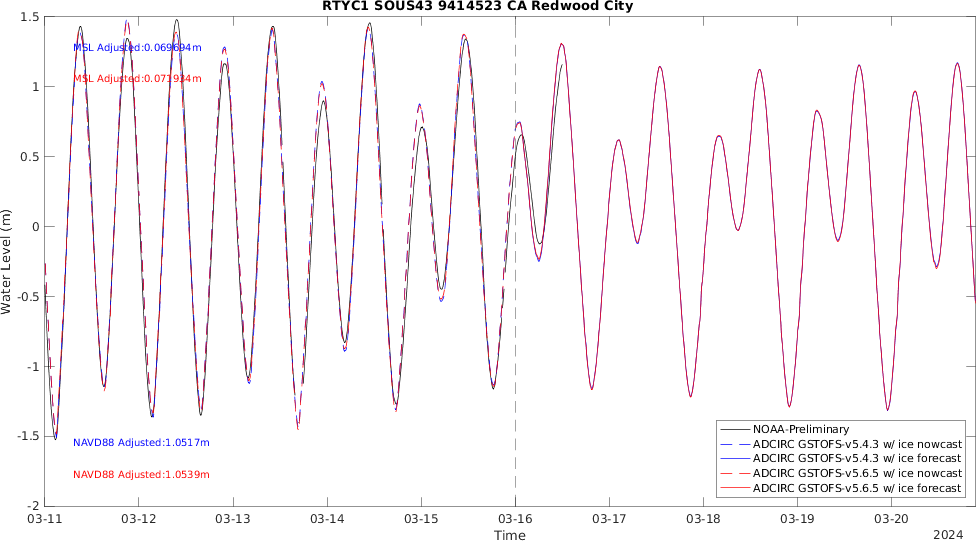 RTYC1 SOUS43 9414523 CA Redwood City
1.5
1
0.5
0
-0.5
-1
-1.5
-2
Water Level (m)
MSL Adjusted:0.069694m
MSL Adjusted:0.071934m
NAVD88 Adjusted:1.0517m
NAVD88 Adjusted:1.0539m
NOAA-Preliminary
ADCIRC GSTOFS-v5.4.3 w/ ice nowcast
ADCIRC GSTOFS-v5.4.3 w/ ice forecast
ADCIRC GSTOFS-v5.6.5 w/ ice nowcast
ADCIRC GSTOFS-v5.6.5 w/ ice forecast
03-11 03-12 03-13 03-14 03-15 03-16 03-17 03-18 03-19 03-20
Time
2024